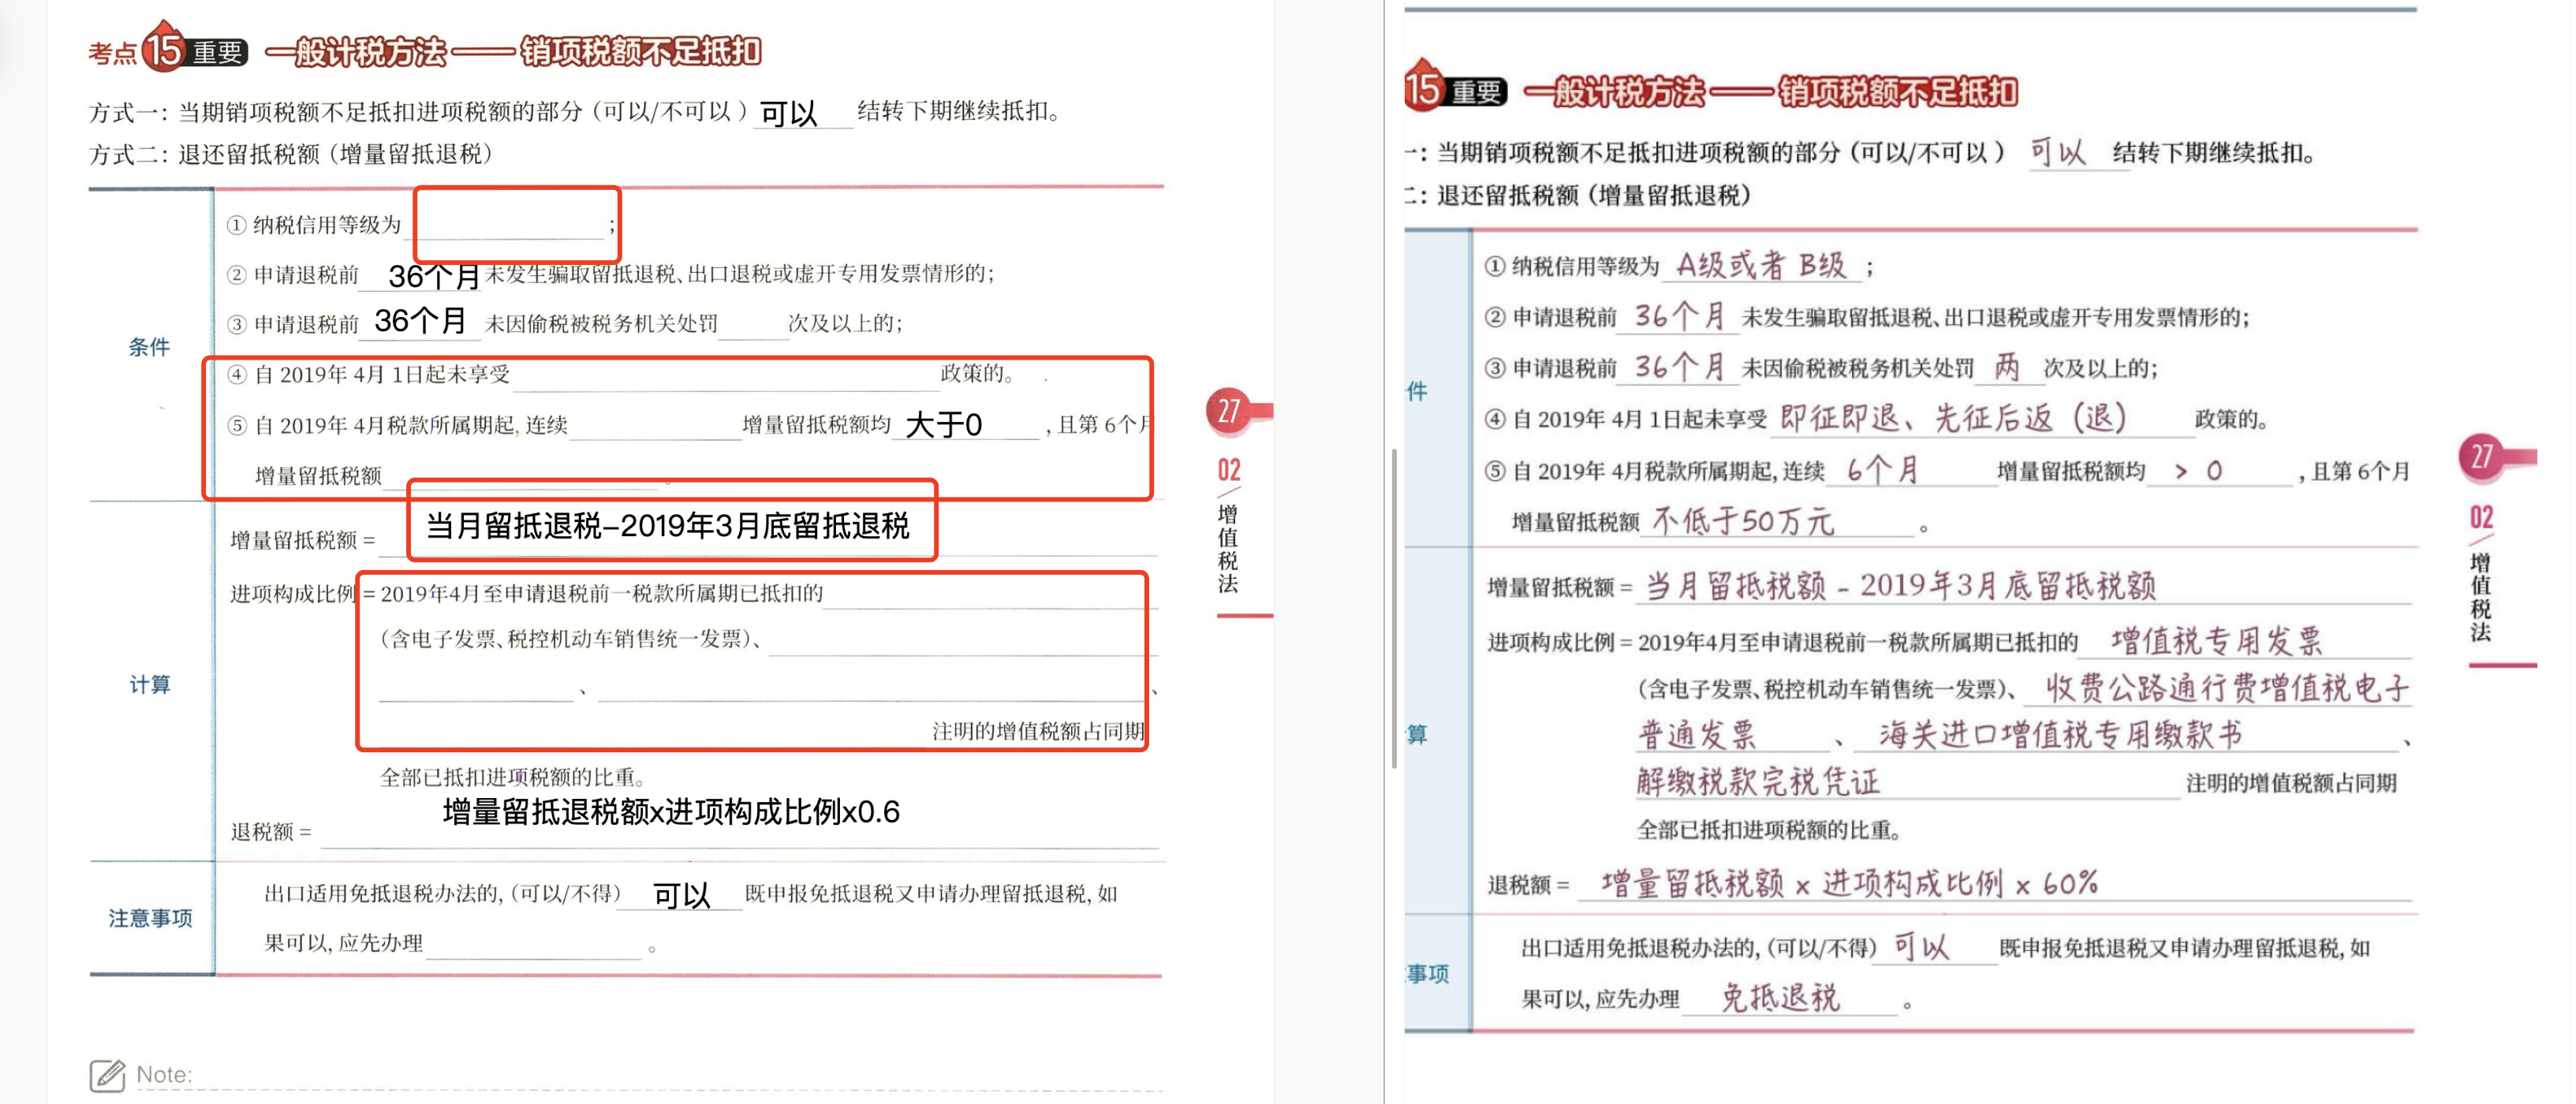 考点 15 重要 一般计税方法——销项税额不足抵扣
方式一：当期销项税额不足抵扣进项税额的部分（可以/不可以）可以 结转下期继续抵扣。
方式二：退还留抵税额（增量留抵退税）
条件
① 纳税信用等级为 ；
② 申请退税前 36个月 未发生骗取留抵退税、出口退税或虚开专用发票情形的；
③ 申请退税前 36个月 未因偷税被税务机关处罚 次及以上的；
④ 自 2019年 4月 1日起未享受 政策的。
⑤ 自 2019年 4月税款所属期起，连续 增量留抵税额均 大于0 ，且第 6个月
增量留抵税额 。
计算
增量留抵税额 = 当月留抵退税-2019年3月底留抵退税
进项构成比例 = 2019年4月至申请退税前一税款所属期已抵扣的
（含电子发票、税控机动车销售统一发票）、
、 、
注明的增值税额占同期
全部已抵扣进项税额的比重。
增量留抵退税额x进项构成比例x0.6
退税额 =
注意事项
出口适用免抵退税办法的，（可以/不得） 可以 既申报免抵退税又申请办理留抵退税，如
果可以，应先办理 。
Note:
27
02
增值税法
15 重要 一般计税方法——销项税额不足抵扣
一：当期销项税额不足抵扣进项税额的部分（可以/不可以） 可以 结转下期继续抵扣。
二：退还留抵税额（增量留抵退税）
件
① 纳税信用等级为 A级或者 B级 ；
② 申请退税前 36个月 未发生骗取留抵退税、出口退税或虚开专用发票情形的；
③ 申请退税前 36个月 未因偷税被税务机关处罚 两 次及以上的；
④ 自 2019年 4月 1日起未享受 即征即退、先征后返（退） 政策的。
⑤ 自 2019年 4月税款所属期起，连续 6个月 增量留抵税额均 > 0 ，且第 6个月
增量留抵税额 不低于50万元 。
算
增量留抵税额 = 当月留抵税额 - 2019年3月底留抵税额
进项构成比例 = 2019年4月至申请退税前一税款所属期已抵扣的 增值税专用发票
（含电子发票、税控机动车销售统一发票）、 收费公路通行费增值税电子
普通发票 、 海关进口增值税专用缴款书 、
解缴税款完税凭证 注明的增值税额占同期
全部已抵扣进项税额的比重。
退税额 = 增量留抵税额 × 进项构成比例 × 60%
事项
出口适用免抵退税办法的，（可以/不得） 可以 既申报免抵退税又申请办理留抵退税，如
果可以，应先办理 免抵退税 。
27
02
增值税法